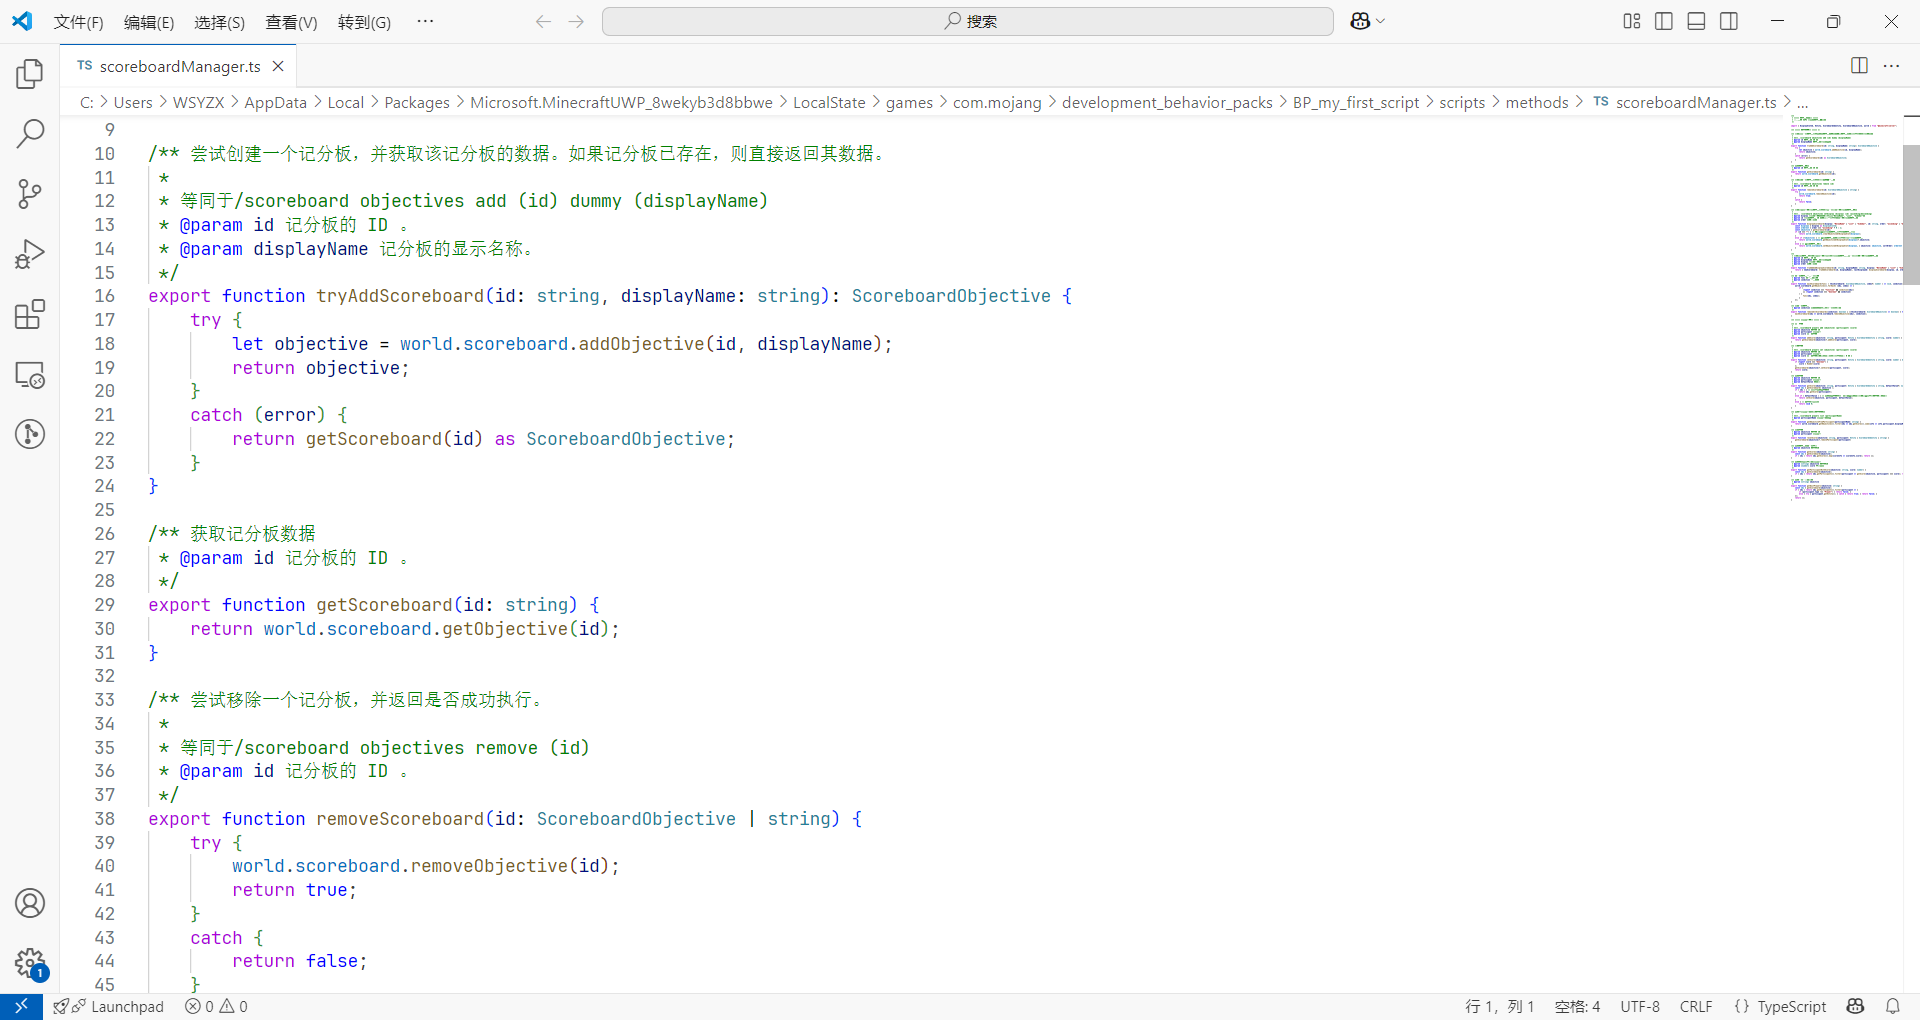 文件(F) 编辑(E) 选择(S) 查看(V) 转到(G) ··· 搜索
TS scoreboardManager.ts
C: > Users > WSYZX > AppData > Local > Packages > Microsoft.MinecraftUWP_8wekyb3d8bbwe > LocalState > games > com.mojang > development_behavior_packs > BP_my_first_script > scripts > methods > TS scoreboardManager.ts > ...
9
10 /** 尝试创建一个记分板，并获取该记分板的数据。如果记分板已存在，则直接返回其数据。
11  *
12  * 等同于/scoreboard objectives add (id) dummy (displayName)
13  * @param id 记分板的 ID 。
14  * @param displayName 记分板的显示名称。
15  */
16 export function tryAddScoreboard(id: string, displayName: string): ScoreboardObjective {
17     try {
18         let objective = world.scoreboard.addObjective(id, displayName);
19         return objective;
20     }
21     catch (error) {
22         return getScoreboard(id) as ScoreboardObjective;
23     }
24 }
25
26 /** 获取记分板数据
27  * @param id 记分板的 ID 。
28  */
29 export function getScoreboard(id: string) {
30     return world.scoreboard.getObjective(id);
31 }
32
33 /** 尝试移除一个记分板，并返回是否成功执行。
34  *
35  * 等同于/scoreboard objectives remove (id)
36  * @param id 记分板的 ID 。
37  */
38 export function removeScoreboard(id: ScoreboardObjective | string) {
39     try {
40         world.scoreboard.removeObjective(id);
41         return true;
42     }
43     catch {
44         return false;
45     }
1
Launchpad 0 0 行 1，列 1 空格: 4 UTF-8 CRLF {} TypeScript